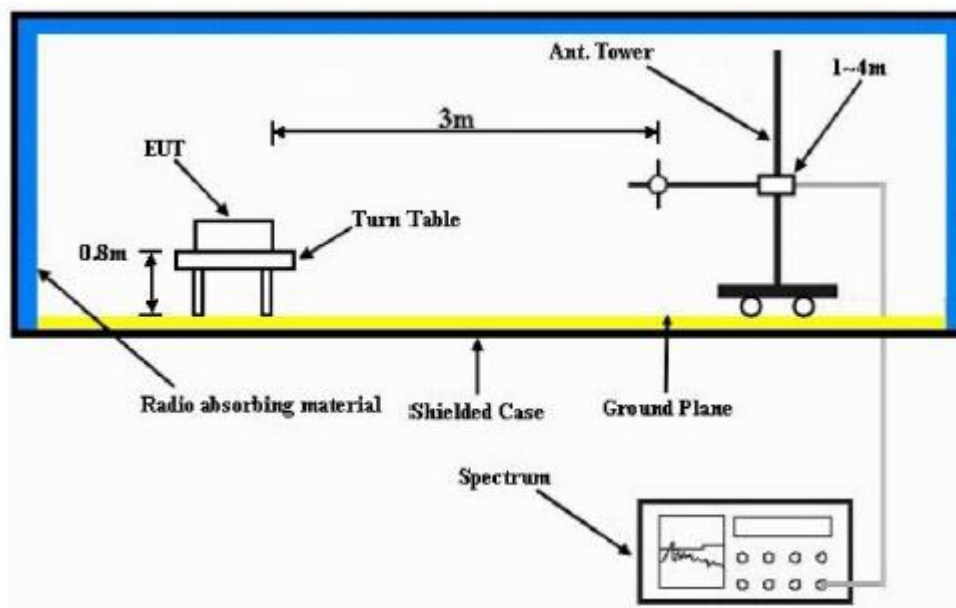 Ant. Tower
1~4m
3m
EUT
Turn Table
0.8m
Radio absorbing material
Shielded Case
Ground Plane
Spectrum